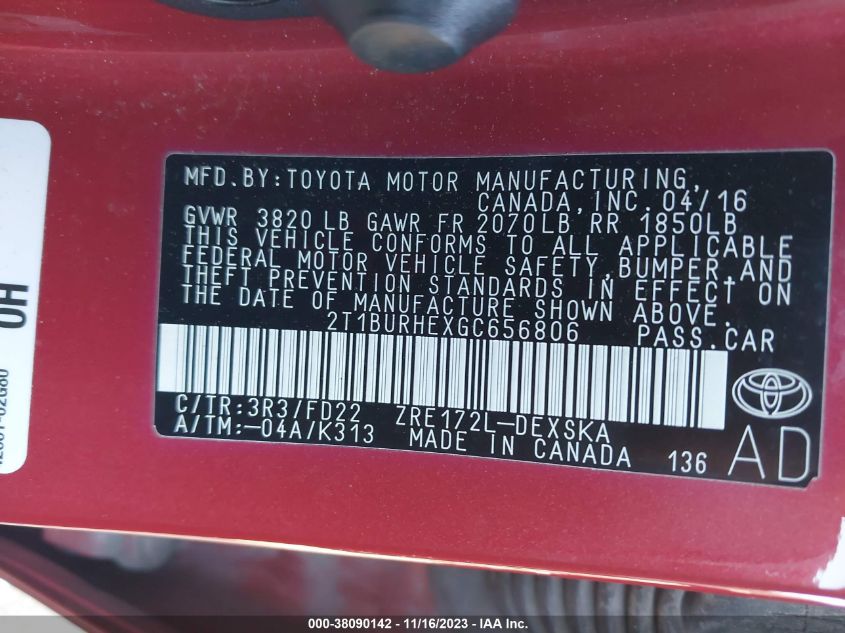 MFD.BY:TOYOTA MOTOR MANUFACTURING,
CANADA,INC.04/16
GVWR 3820 LB GAWR FR 2070LB RR 1850LB
THIS VEHICLE CONFORMS TO ALL APPLICABLE
FEDERAL MOTOR VEHICLE SAFETY,BUMPER,AND
THEFT PREVENTION STANDARDS IN EFFECT ON
THE DATE OF MANUFACTURE SHOWN ABOVE.
2T1BURHEXGC656806 PASS.CAR
C/TR:3R3/FD22 ZRE172L-DEXSKA
A/TM:-04A/K313 MADE IN CANADA 136
AD
OH
000-38090142 - 11/16/2023 - IAA Inc.